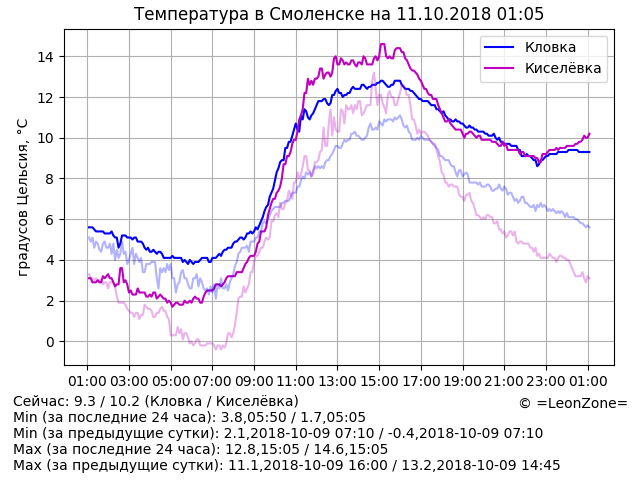 Температура в Смоленске на 11.10.2018 01:05
Кловка
Киселёвка
градусов Цельсия, °C
14
12
10
8
6
4
2
0
01:00 03:00 05:00 07:00 09:00 11:00 13:00 15:00 17:00 19:00 21:00 23:00 01:00
Сейчас: 9.3 / 10.2 (Кловка / Киселёвка)
© =LeonZone=
Min (за последние 24 часа): 3.8,05:50 / 1.7,05:05
Min (за предыдущие сутки): 2.1,2018-10-09 07:10 / -0.4,2018-10-09 07:10
Max (за последние 24 часа): 12.8,15:05 / 14.6,15:05
Max (за предыдущие сутки): 11.1,2018-10-09 16:00 / 13.2,2018-10-09 14:45